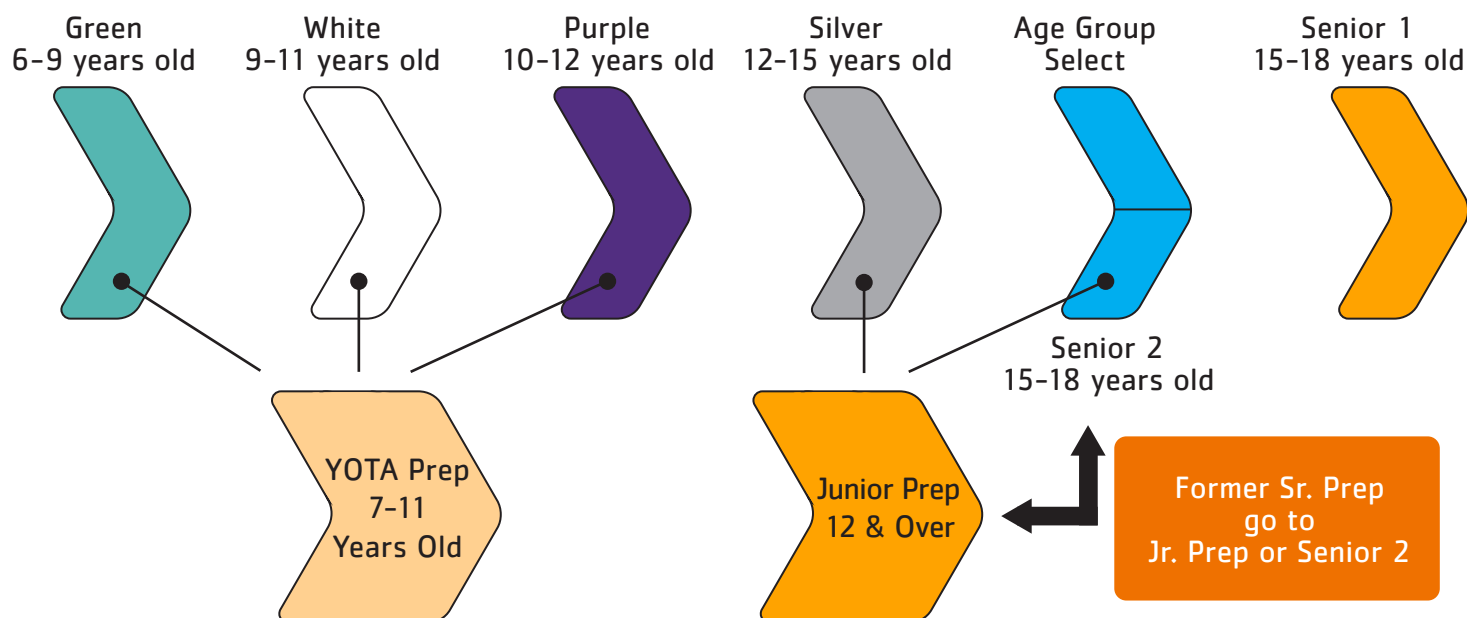 Green
6-9 years old
White
9-11 years old
Purple
10-12 years old
Silver
12-15 years old
Age Group
Select
Senior 1
15-18 years old
Senior 2
15-18 years old
YOTA Prep
7-11
Years Old
Junior Prep
12 & Over
Former Sr. Prep
go to
Jr. Prep or Senior 2